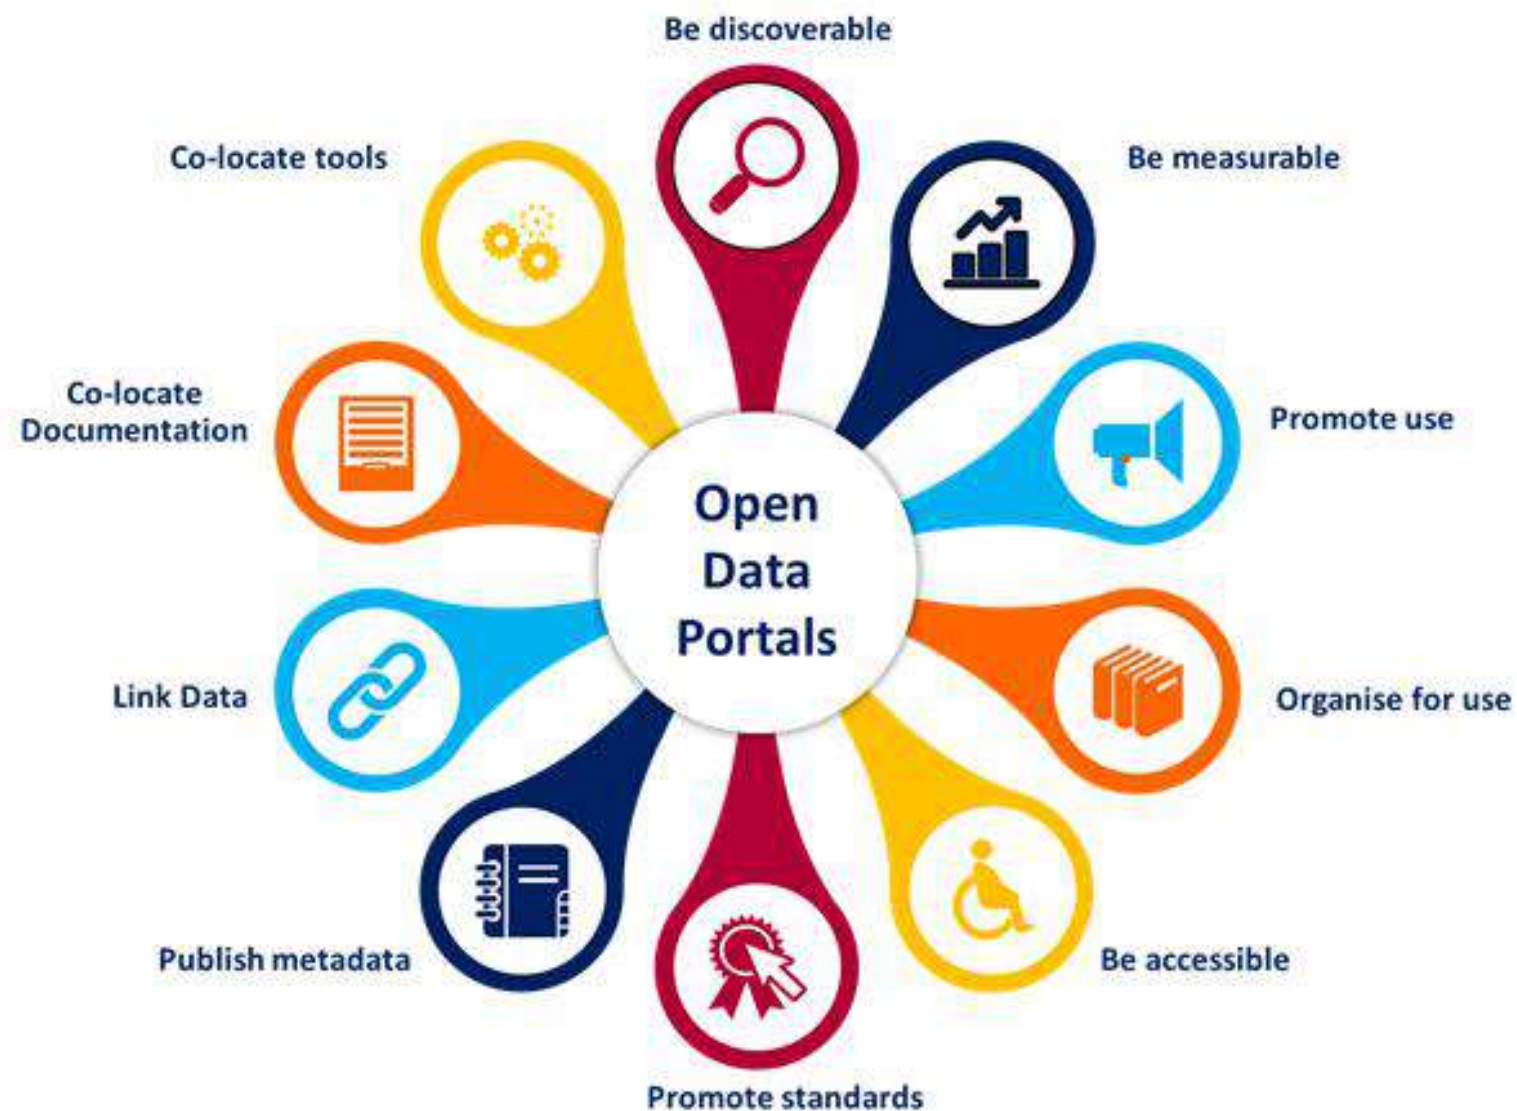 Be discoverable
Co-locate tools
Be measurable
Co-locate
Documentation
Promote use
Open
Data
Portals
Link Data
Organise for use
Publish metadata
Be accessible
Promote standards